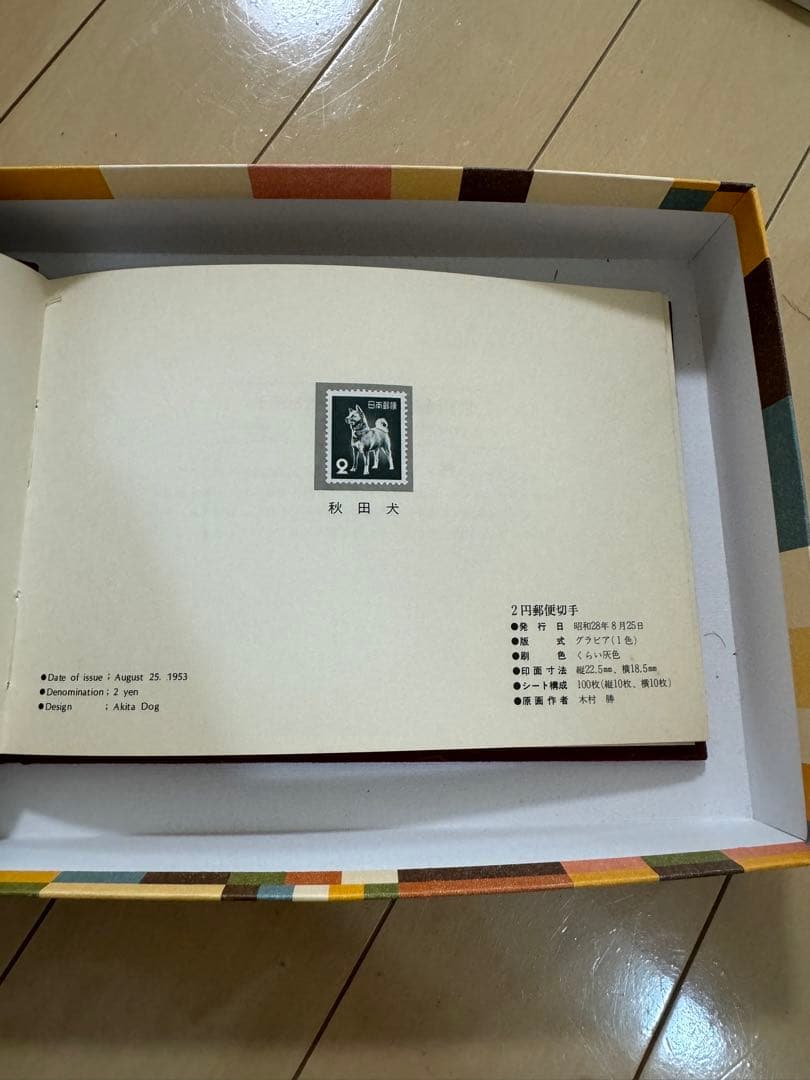 日本郵便
2
秋田犬
2円郵便切手
●発行日 昭和28年8月25日
●版式 グラビア(1色)
●刷色 くらい灰色
●印面寸法 縦22.5㎜、横18.5㎜
●シート構成 100枚(縦10枚、横10枚)
●原画作者 木村 勝
●Date of issue ; August 25. 1953
●Denomination ; 2 yen
●Design ; Akita Dog